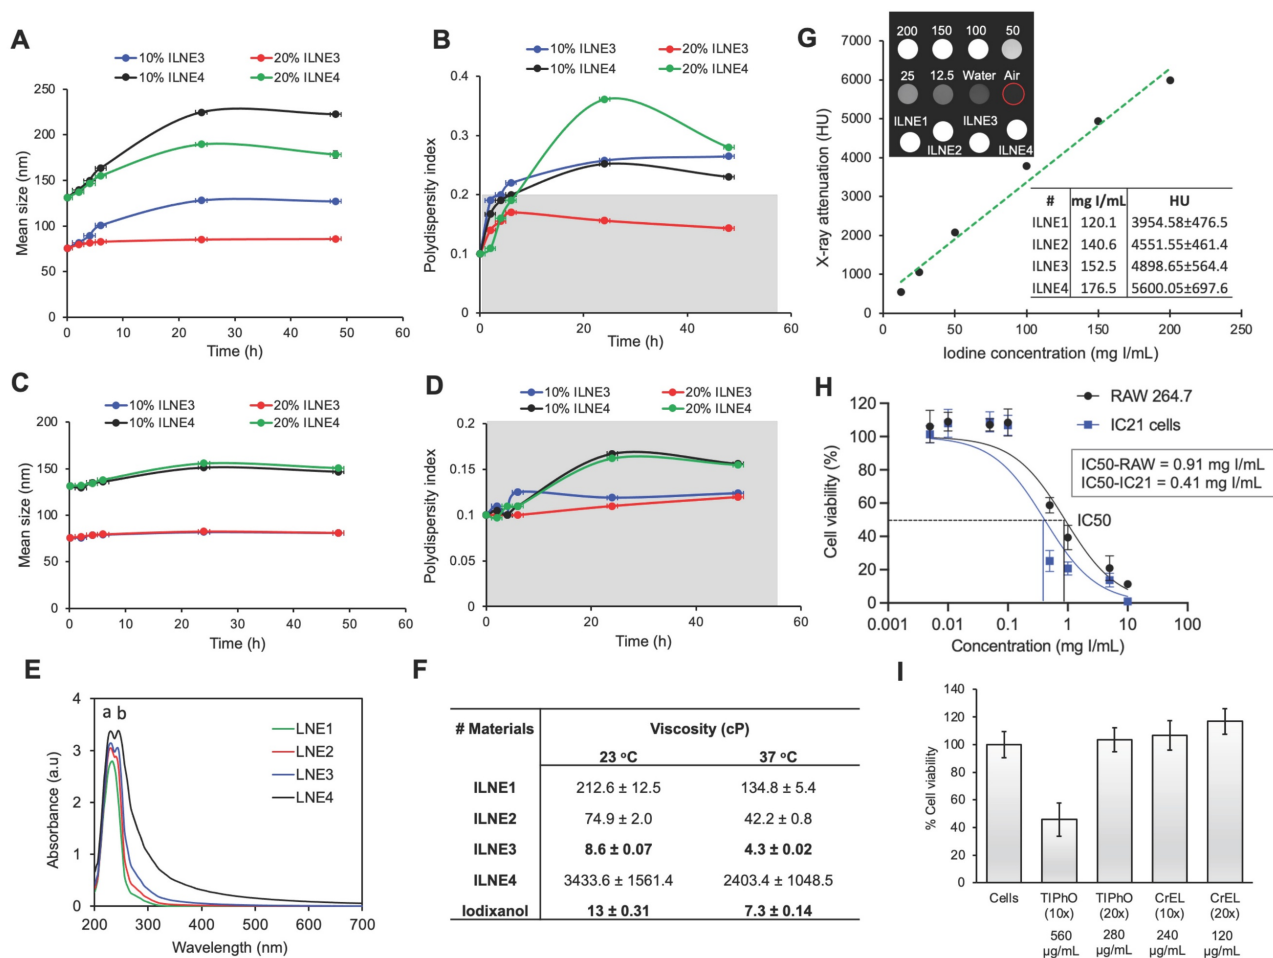 A
10% ILNE3
20% ILNE3
10% ILNE4
20% ILNE4
Mean size (nm)
250
200
150
100
50
0
0 10 20 30 40 50 60
Time (h)
B
10% ILNE3
20% ILNE3
10% ILNE4
20% ILNE4
Polydispersity index
0.4
0.3
0.2
0.1
0
0 20 40 60
Time (h)
G
X-ray attenuation (HU)
7000
6000
5000
4000
3000
2000
1000
0
0 50 100 150 200 250
Iodine concentration (mg I/mL)
200 150 100 50
25 12.5 Water Air
ILNE1 ILNE3
ILNE2 ILNE4
# mg I/mL HU
ILNE1 120.1 3954.58±476.5
ILNE2 140.6 4551.55±461.4
ILNE3 152.5 4898.65±564.4
ILNE4 176.5 5600.05±697.6
C
10% ILNE3
20% ILNE3
10% ILNE4
20% ILNE4
Mean size (nm)
200
150
100
50
0
0 20 40 60
Time (h)
D
10% ILNE3
20% ILNE3
10% ILNE4
20% ILNE4
Polydispersity index
0.2
0.15
0.1
0.05
0
0 20 40 60
Time (h)
H
RAW 264.7
IC21 cells
IC50-RAW = 0.91 mg I/mL
IC50-IC21 = 0.41 mg I/mL
IC50
Cell viability (%)
120
100
80
60
40
20
0
0.001 0.01 0.1 1 10 100
Concentration (mg I/mL)
E
a b
LNE1
LNE2
LNE3
LNE4
Absorbance (a.u)
4
3
2
1
0
200 300 400 500 600 700
Wavelength (nm)
F
# Materials Viscosity (cP)
23 °C 37 °C
ILNE1 212.6 ± 12.5 134.8 ± 5.4
ILNE2 74.9 ± 2.0 42.2 ± 0.8
ILNE3 8.6 ± 0.07 4.3 ± 0.02
ILNE4 3433.6 ± 1561.4 2403.4 ± 1048.5
Iodixanol 13 ± 0.31 7.3 ± 0.14
I
% Cell viability
140
120
100
80
60
40
20
0
Cells TIPhO TIPhO CrEL CrEL
(10x) (20x) (10x) (20x)
560 280 240 120
µg/mL µg/mL µg/mL µg/mL